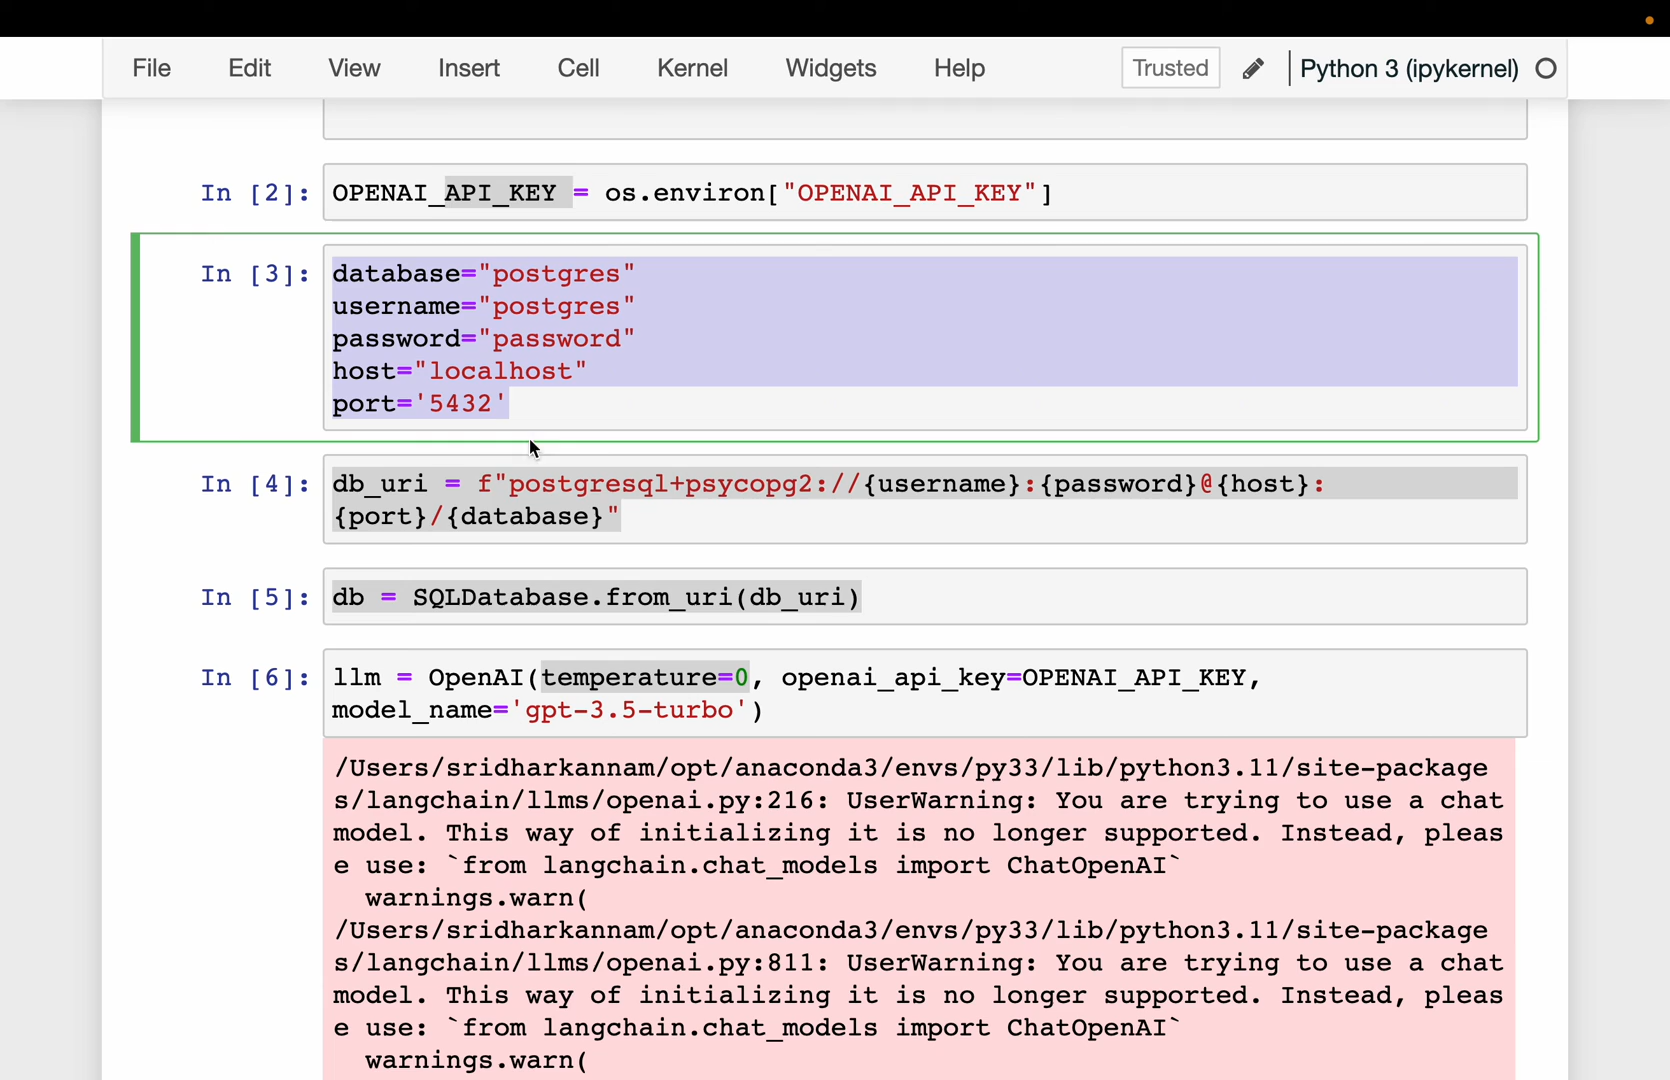 File Edit View Insert Cell Kernel Widgets Help Trusted Python 3 (ipykernel)
In [2]: OPENAI_API_KEY = os.environ["OPENAI_API_KEY"]
In [3]: database="postgres"
username="postgres"
password="password"
host="localhost"
port='5432'
In [4]: db_uri = f"postgresql+psycopg2://{username}:{password}@{host}:
{port}/{database}"
In [5]: db = SQLDatabase.from_uri(db_uri)
In [6]: llm = OpenAI(temperature=0, openai_api_key=OPENAI_API_KEY,
model_name='gpt-3.5-turbo')
/Users/sridharkannam/opt/anaconda3/envs/py33/lib/python3.11/site-package
s/langchain/llms/openai.py:216: UserWarning: You are trying to use a chat
model. This way of initializing it is no longer supported. Instead, pleas
e use: `from langchain.chat_models import ChatOpenAI`
warnings.warn(
/Users/sridharkannam/opt/anaconda3/envs/py33/lib/python3.11/site-package
s/langchain/llms/openai.py:811: UserWarning: You are trying to use a chat
model. This way of initializing it is no longer supported. Instead, pleas
e use: `from langchain.chat_models import ChatOpenAI`
warnings.warn(